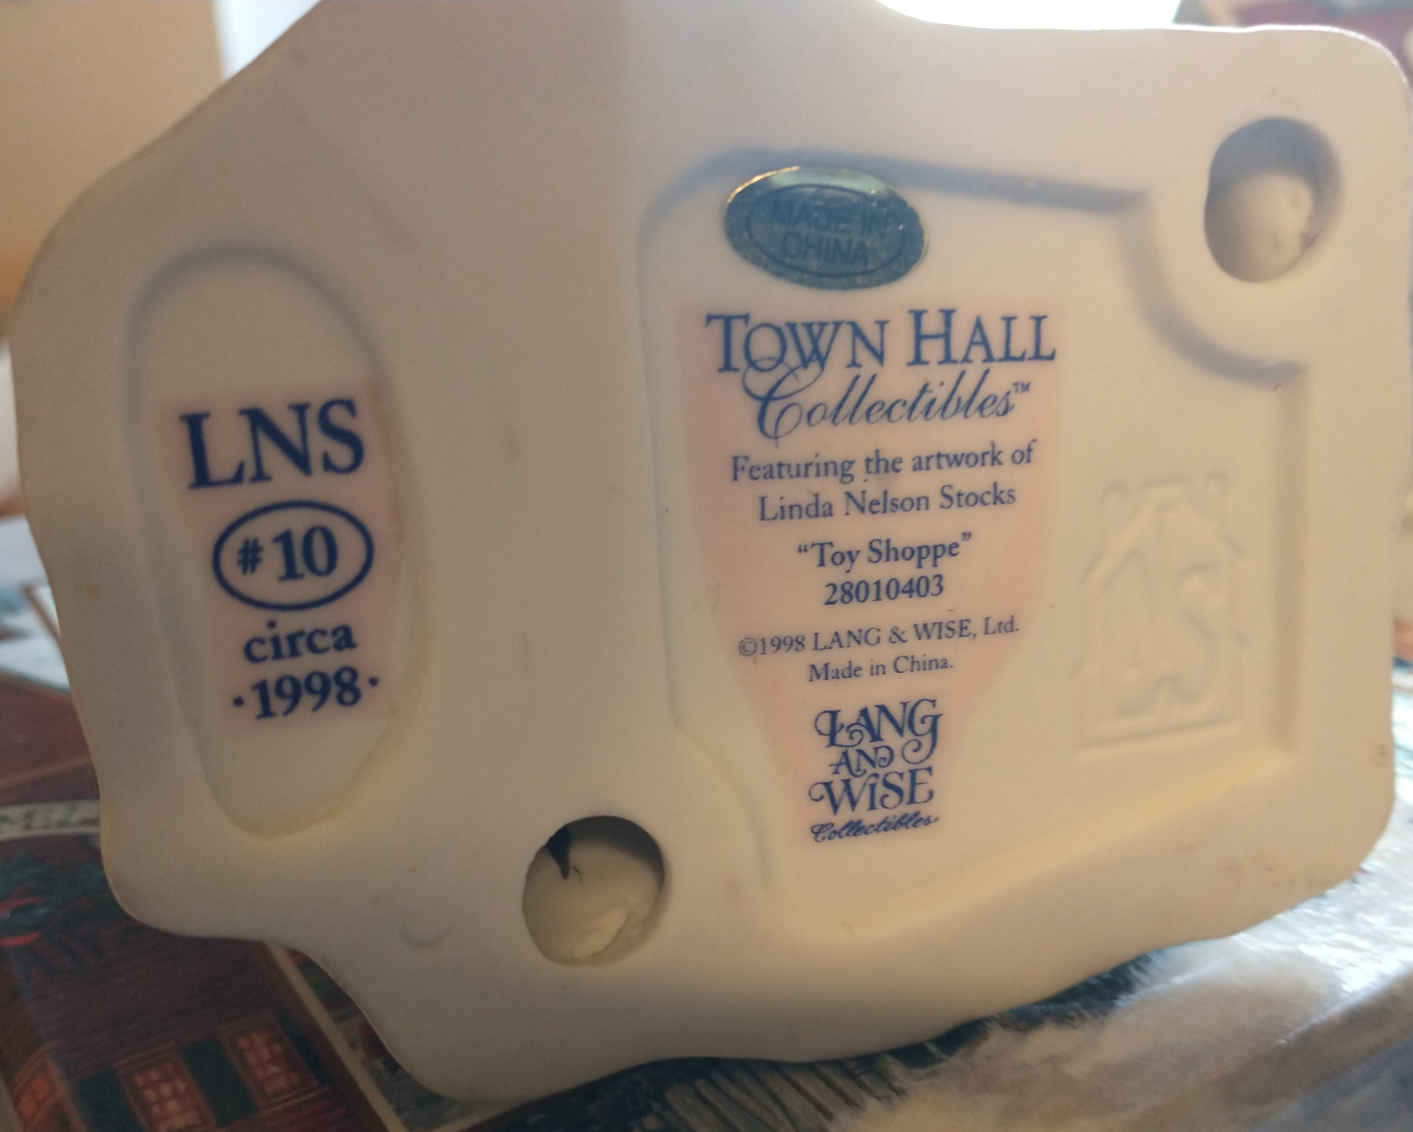 LNS
#10
circa
·1998·
MADE IN
CHINA
TOWN HALL
Collectibles™
Featuring the artwork of
Linda Nelson Stocks
“Toy Shoppe”
28010403
©1998 LANG & WISE, Ltd.
Made in China.
LANG
AND
WISE
Collectibles